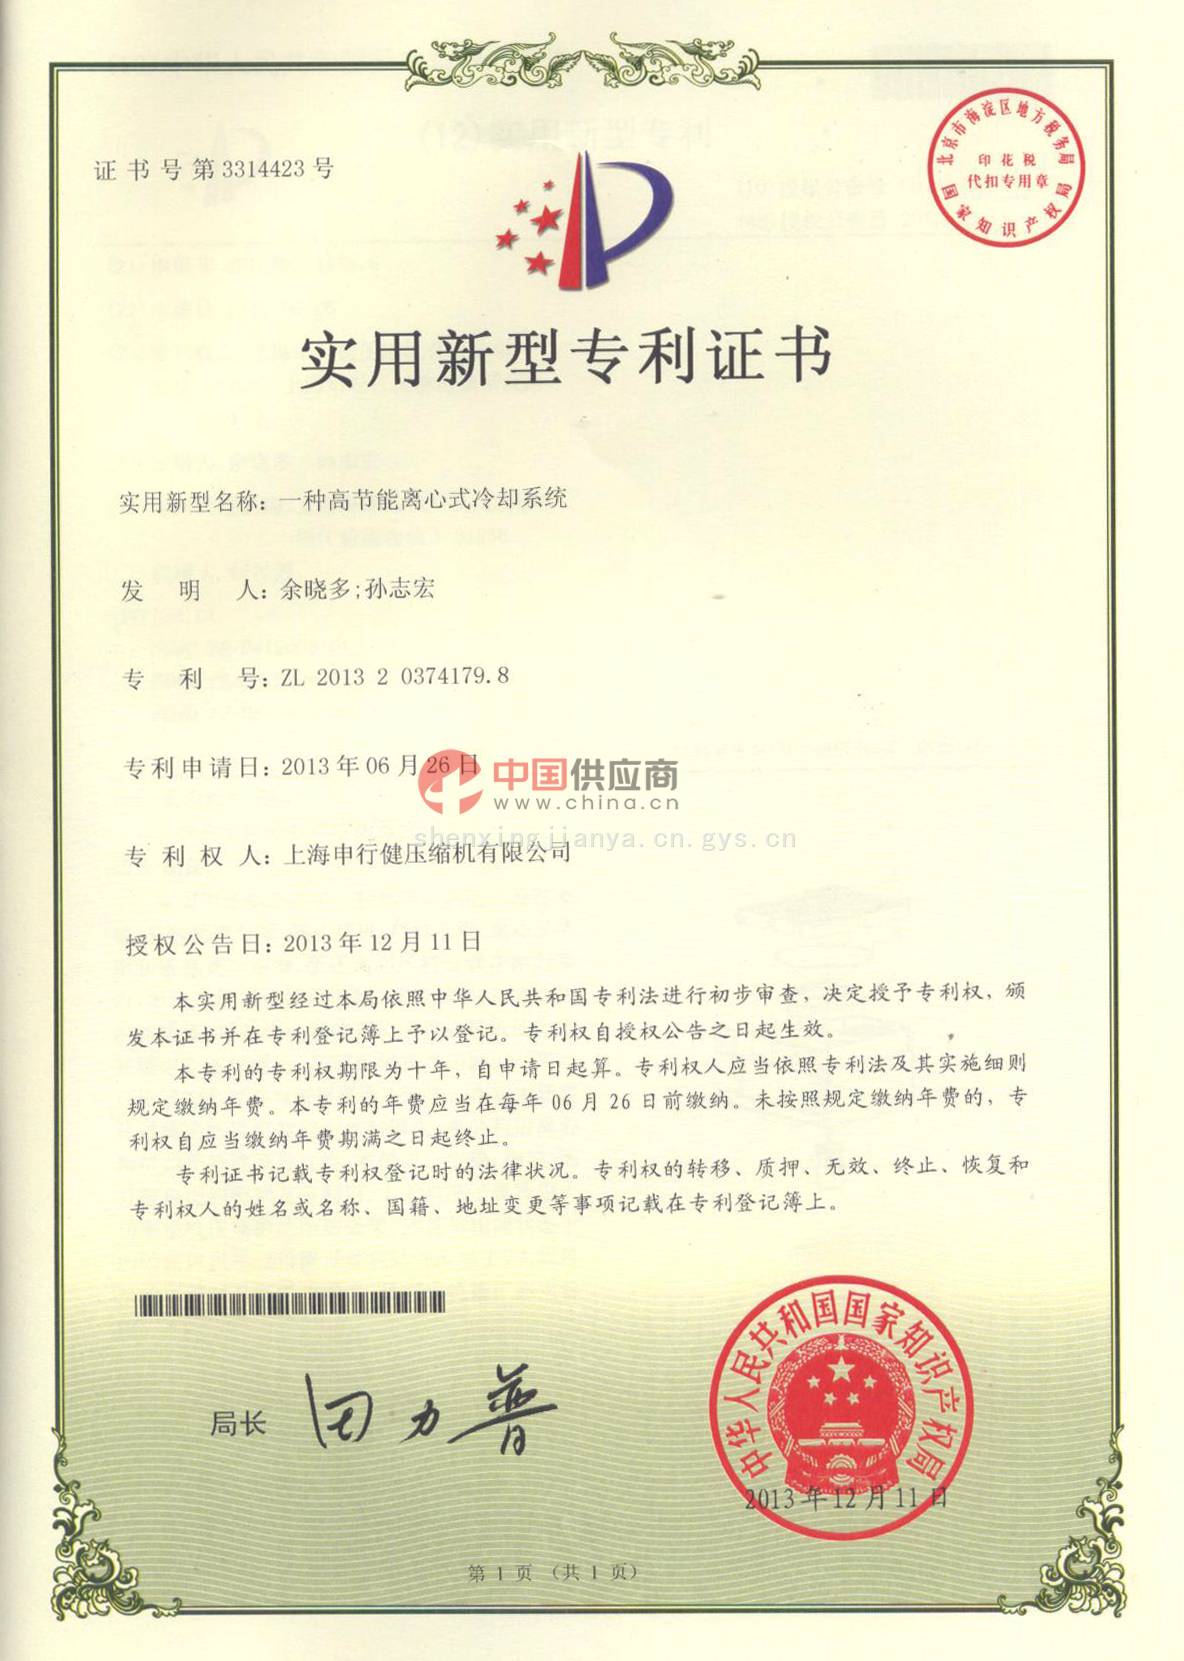 证书号第3314423号
北京市海淀区地方税务局
印花税
代扣专用章
国家知识产权局
实用新型专利证书
实用新型名称：一种高节能离心式冷却系统
发明人：余晓多;孙志宏
专利号：ZL 2013 2 0374179.8
专利申请日：2013年06月26日
中国供应商
www.china.cn
shenxingjianya.cn.gys.cn
专利权人：上海申行健压缩机有限公司
授权公告日：2013年12月11日
本实用新型经过本局依照中华人民共和国专利法进行初步审查，决定授予专利权，颁
发本证书并在专利登记簿上予以登记。专利权自授权公告之日起生效。
本专利的专利权期限为十年，自申请日起算。专利权人应当依照专利法及其实施细则
规定缴纳年费。本专利的年费应当在每年06月26日前缴纳。未按照规定缴纳年费的，专
利权自应当缴纳年费期满之日起终止。
专利证书记载专利权登记时的法律状况。专利权的转移、质押、无效、终止、恢复和
专利权人的姓名或名称、国籍、地址变更等事项记载在专利登记簿上。
局长
田力普
中华人民共和国国家知识产权局
2013年12月11日
第1页（共1页）